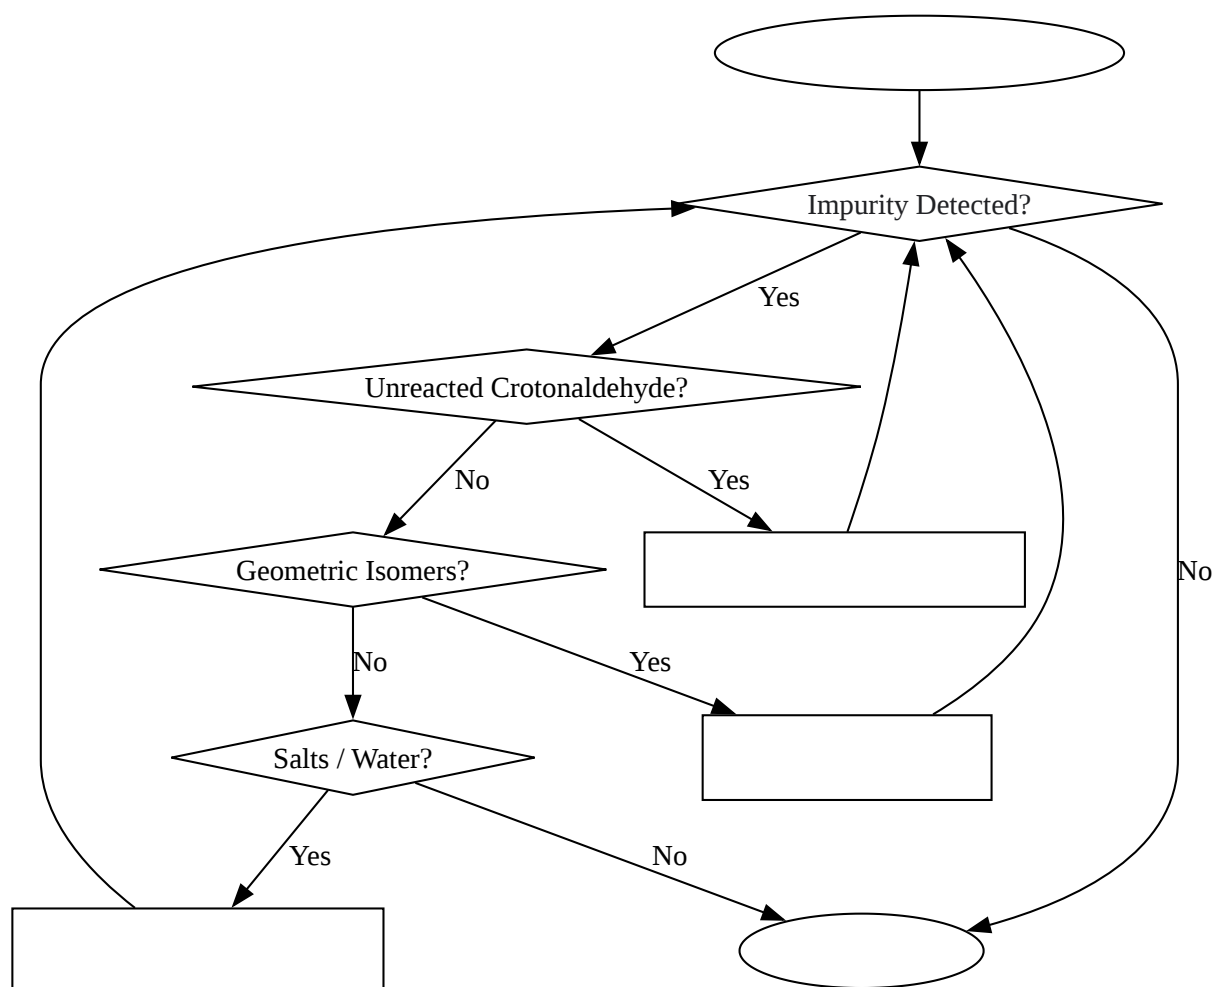 Impurity Detected?
Yes
Unreacted Crotonaldehyde?
No
Yes
Geometric Isomers?
No
No
Yes
Salts / Water?
Yes
No